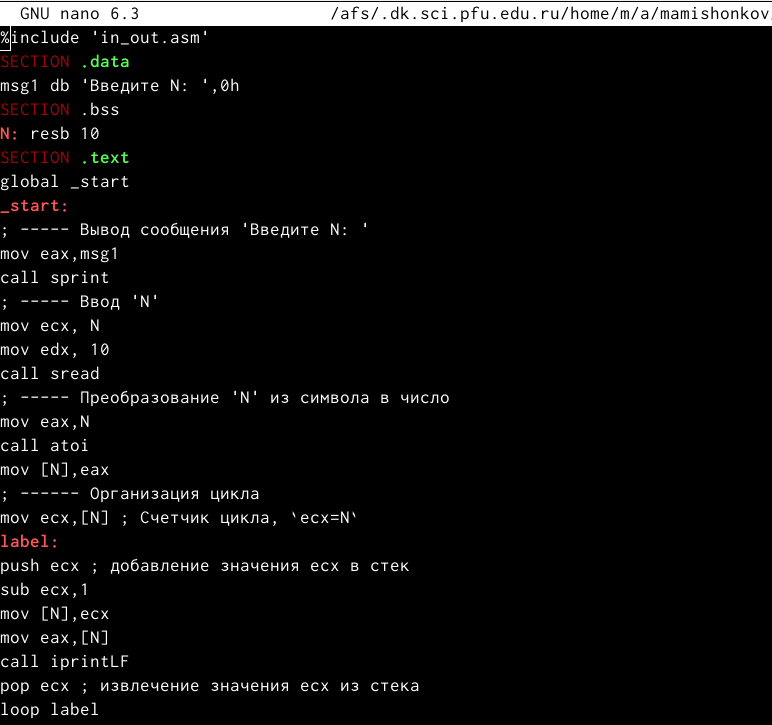 GNU nano 6.3 /afs/.dk.sci.pfu.edu.ru/home/m/a/mamishonkov
%include 'in_out.asm'
SECTION .data
msg1 db 'Введите N: ',0h
SECTION .bss
N: resb 10
SECTION .text
global _start
_start:
; ----- Вывод сообщения 'Введите N: '
mov eax,msg1
call sprint
; ----- Ввод 'N'
mov ecx, N
mov edx, 10
call sread
; ----- Преобразование 'N' из символа в число
mov eax,N
call atoi
mov [N],eax
; ------ Организация цикла
mov ecx,[N] ; Счетчик цикла, `ecx=N`
label:
push ecx ; добавление значения ecx в стек
sub ecx,1
mov [N],ecx
mov eax,[N]
call iprintLF
pop ecx ; извлечение значения ecx из стека
loop label